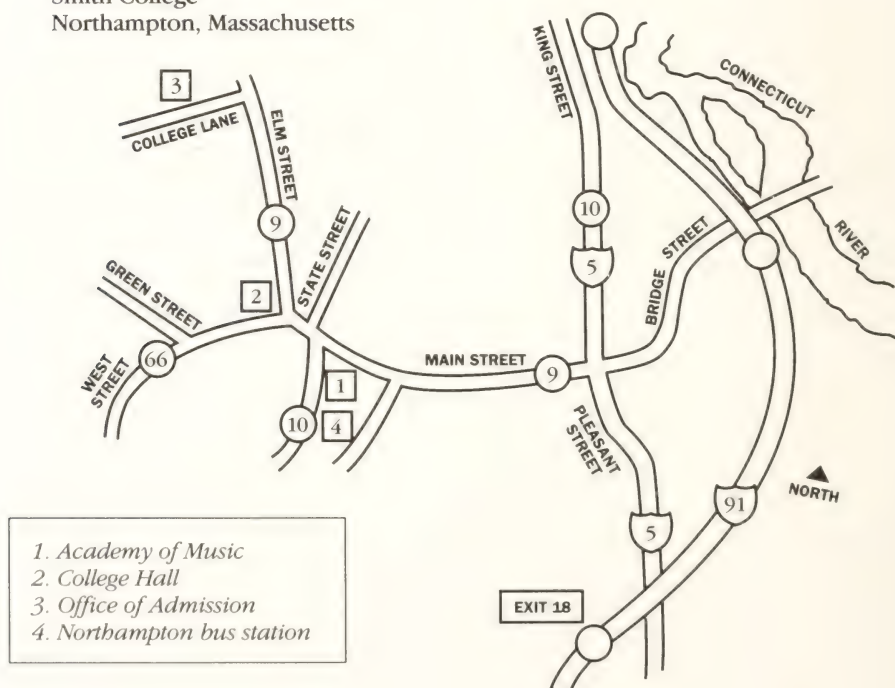 Smith College
Northampton, Massachusetts
3
COLLEGE LANE
ELM STREET
9
STATE STREET
GREEN STREET
2
WEST
STREET
66
10
1
4
MAIN STREET
9
KING STREET
10
5
BRIDGE STREET
CONNECTICUT
RIVER
PLEASANT
STREET
5
91
NORTH
EXIT 18
1. Academy of Music
2. College Hall
3. Office of Admission
4. Northampton bus station